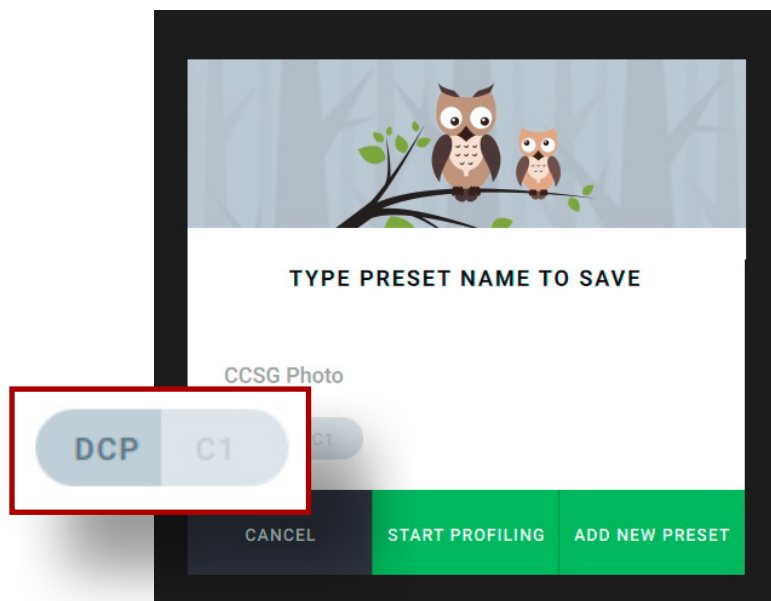 TYPE PRESET NAME TO SAVE
CCSG Photo
DCP C1
C1
CANCEL START PROFILING ADD NEW PRESET